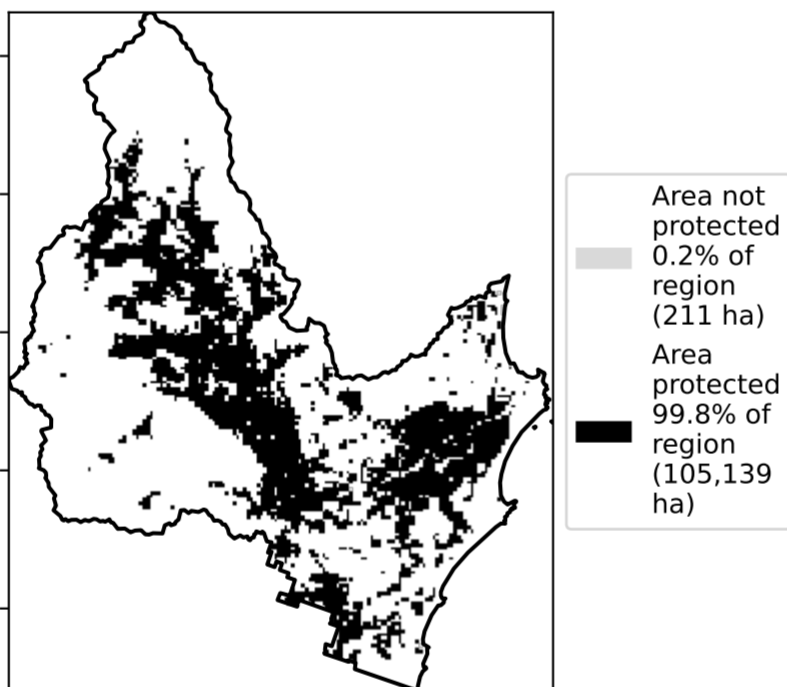 Area not
protected
0.2% of
region
(211 ha)
Area
protected
99.8% of
region
(105,139
ha)